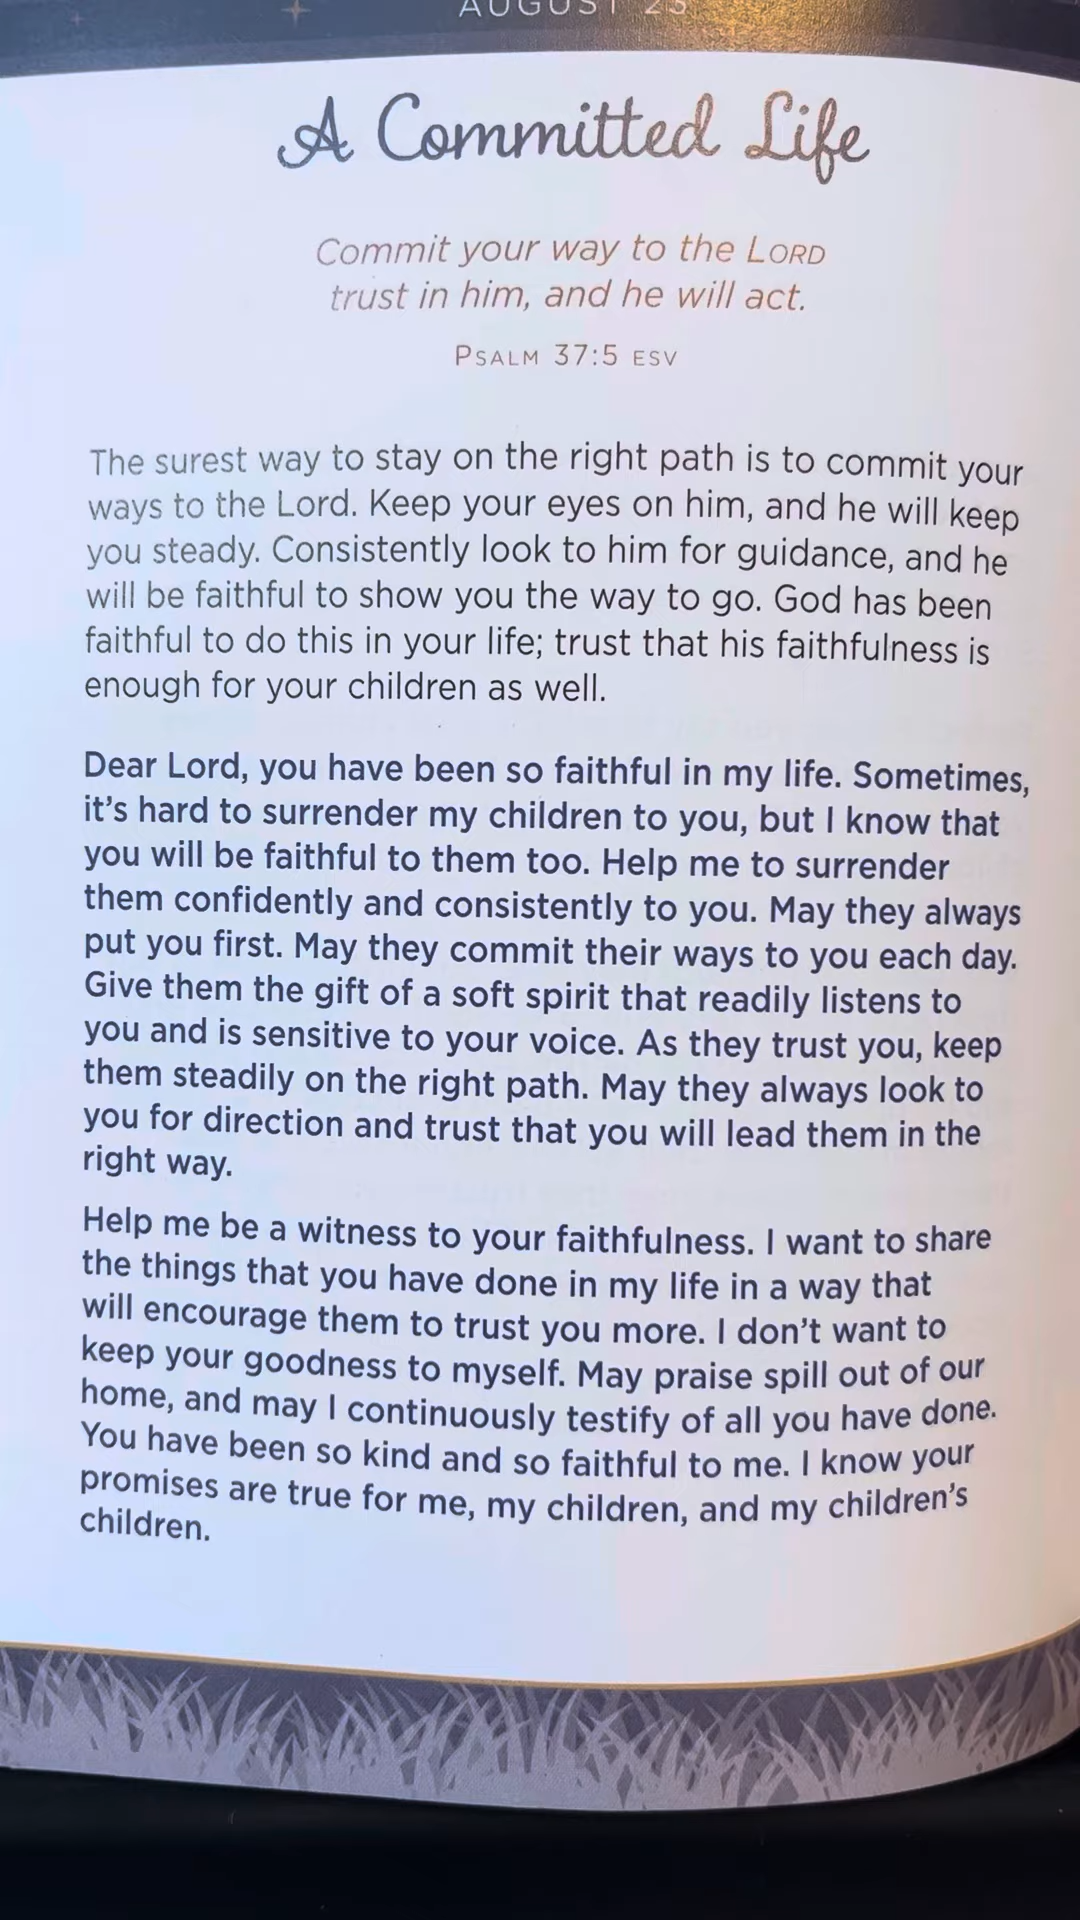 AUGUST 23
A Committed Life
Commit your way to the LORD
trust in him, and he will act.
PSALM 37:5 ESV
The surest way to stay on the right path is to commit your
ways to the Lord. Keep your eyes on him, and he will keep
you steady. Consistently look to him for guidance, and he
will be faithful to show you the way to go. God has been
faithful to do this in your life; trust that his faithfulness is
enough for your children as well.
Dear Lord, you have been so faithful in my life. Sometimes,
it's hard to surrender my children to you, but I know that
you will be faithful to them too. Help me to surrender
them confidently and consistently to you. May they always
put you first. May they commit their ways to you each day.
Give them the gift of a soft spirit that readily listens to
you and is sensitive to your voice. As they trust you, keep
them steadily on the right path. May they always look to
you for direction and trust that you will lead them in the
right way.
Help me be a witness to your faithfulness. I want to share
the things that you have done in my life in a way that
will encourage them to trust you more. I don't want to
keep your goodness to myself. May praise spill out of our
home, and may I continuously testify of all you have done.
You have been so kind and so faithful to me. I know your
promises are true for me, my children, and my children's
children.